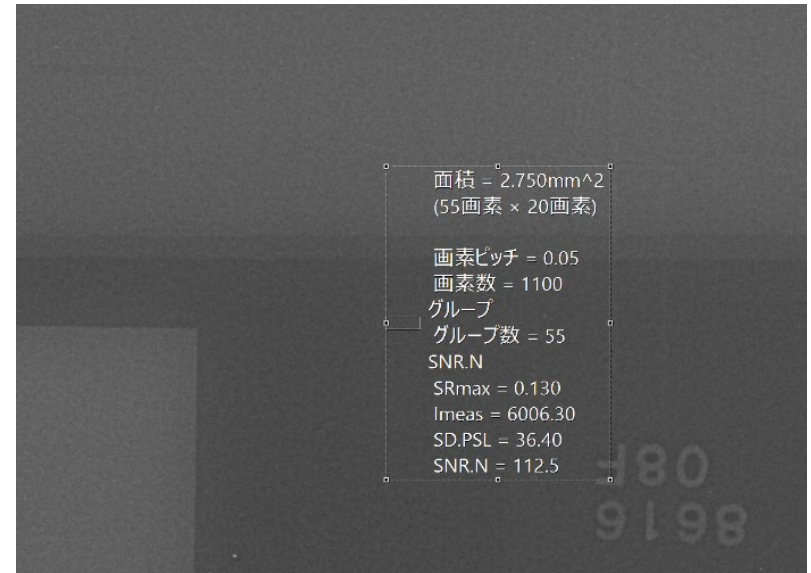 面積 = 2.750mm^2
(55画素 × 20画素)
画素ピッチ = 0.05
画素数 = 1100
グループ
グループ数 = 55
SNR.N
SRmax = 0.130
Imeas = 6006.30
SD.PSL = 36.40
SNR.N = 112.5
08F
8616